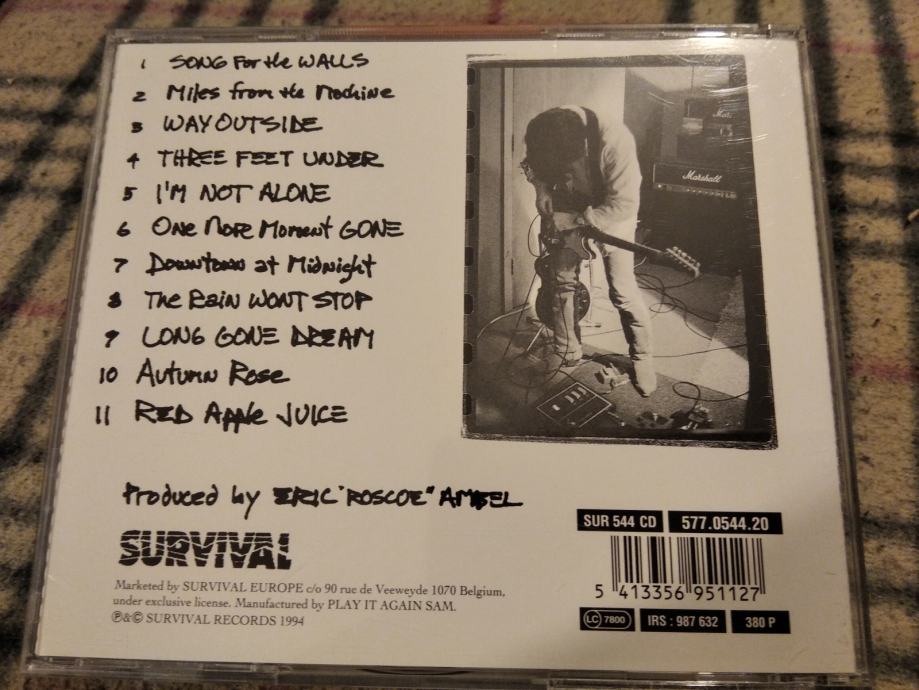 1 SONG For the WALLS
2 Miles from the Machine
3 WAY OUTSIDE
4 THREE FEET UNDER
5 I'M NOT ALONE
6 One More Moment GONE
7 Downtown at Midnight
8 The Rain WONT STOP
9 LONG GONE DREAM
10 Autumn Rose
11 RED Apple JUICE
Marshall
Produced by ERIC "ROSCOE" AMBEL
SURVIVAL
Marketed by SURVIVAL EUROPE c/o 90 rue de Veeweyde 1070 Belgium,
under exclusive license. Manufactured by PLAY IT AGAIN SAM.
℗&© SURVIVAL RECORDS 1994
SUR 544 CD 577.0544.20
5 413356 951127
LC 7800 IRS : 987 632 380 P